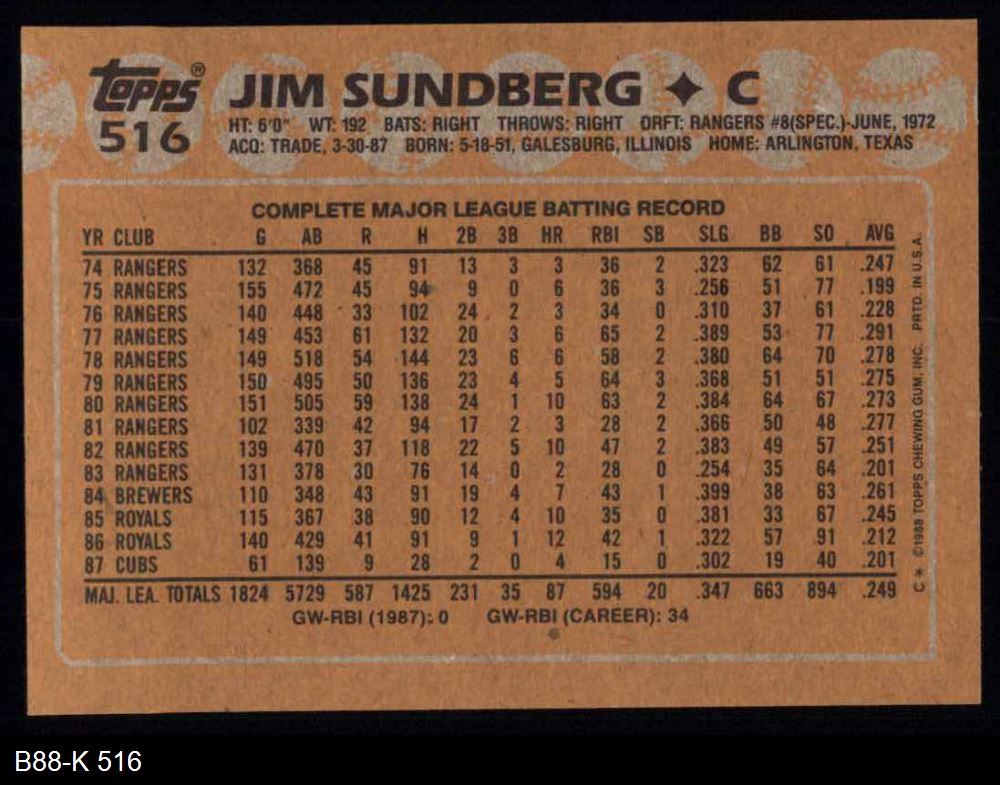 topps® JIM SUNDBERG ✦ C
516
HT: 6'0" WT: 192 BATS: RIGHT THROWS: RIGHT DRFT: RANGERS #8(SPEC.)-JUNE, 1972
ACQ: TRADE, 3-30-87 BORN: 5-18-51, GALESBURG, ILLINOIS HOME: ARLINGTON, TEXAS
COMPLETE MAJOR LEAGUE BATTING RECORD
YR CLUB G AB R H 2B 3B HR RBI SB SLG BB SO AVG
74 RANGERS 132 368 45 91 13 3 3 36 2 .323 62 61 .247
75 RANGERS 155 472 45 94 9 0 6 36 3 .256 51 77 .199
76 RANGERS 140 448 33 102 24 2 3 34 0 .310 37 61 .228
77 RANGERS 149 453 61 132 20 3 6 65 2 .389 53 77 .291
78 RANGERS 149 518 54 144 23 6 6 58 2 .380 64 70 .278
79 RANGERS 150 495 50 136 23 4 5 64 3 .368 51 51 .275
80 RANGERS 151 505 59 138 24 1 10 63 2 .384 64 67 .273
81 RANGERS 102 339 42 94 17 2 3 28 2 .366 50 48 .277
82 RANGERS 139 470 37 118 22 5 10 47 2 .383 49 57 .251
83 RANGERS 131 378 30 76 14 0 2 28 0 .254 35 64 .201
84 BREWERS 110 348 43 91 19 4 7 43 1 .399 38 63 .261
85 ROYALS 115 367 38 90 12 4 10 35 0 .381 33 67 .245
86 ROYALS 140 429 41 91 9 1 12 42 1 .322 57 91 .212
87 CUBS 61 139 9 28 2 0 4 15 0 .302 19 40 .201
MAJ. LEA. TOTALS 1824 5729 587 1425 231 35 87 594 20 .347 663 894 .249
GW-RBI (1987): 0 GW-RBI (CAREER): 34
C* ©1988 TOPPS CHEWING GUM, INC. PRTD. IN U.S.A.
B88-K 516